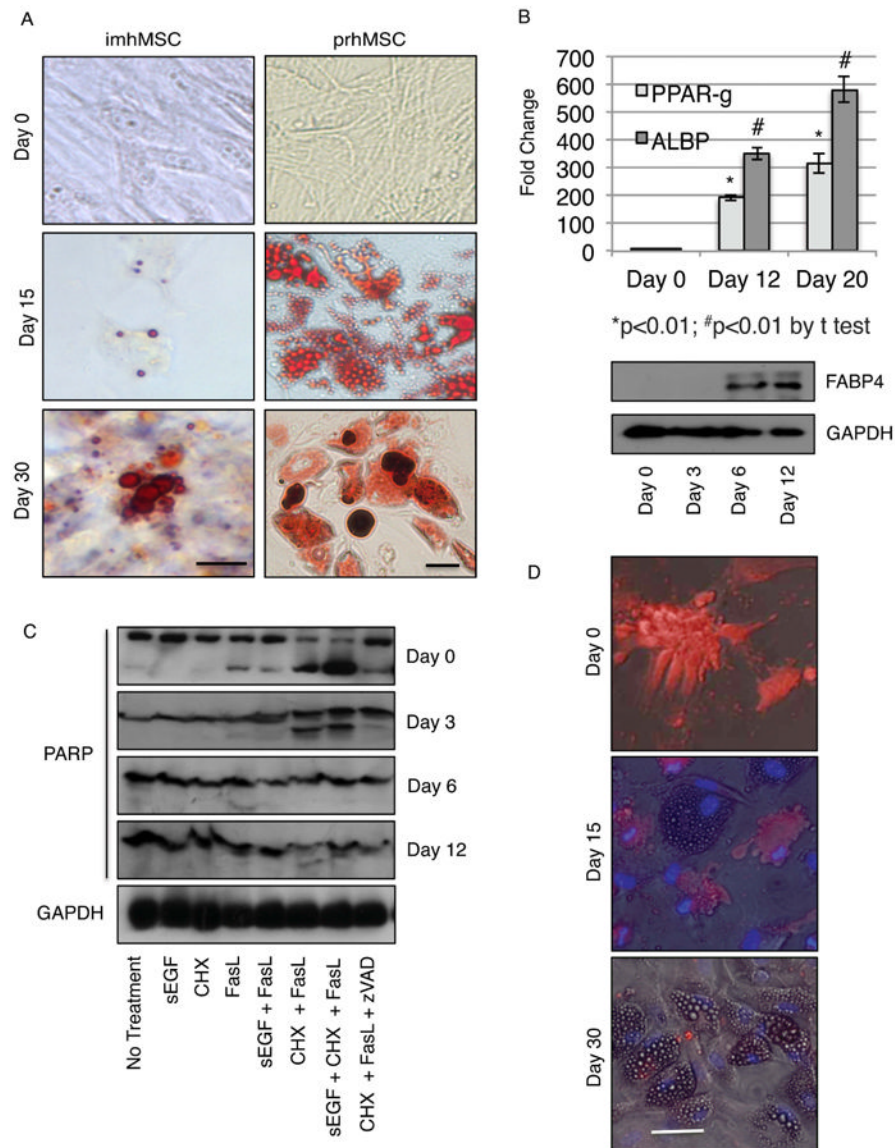 A
imhMSC
prhMSC
Day 0
Day 15
Day 30
B
Fold Change
700
600
500
400
300
200
100
0
PPAR-g
ALBP
*
#
*
#
Day 0
Day 12
Day 20
*p<0.01; #p<0.01 by t test
FABP4
GAPDH
Day 0
Day 3
Day 6
Day 12
C
PARP
Day 0
Day 3
Day 6
Day 12
GAPDH
No Treatment
sEGF
CHX
FasL
sEGF + FasL
CHX + FasL
sEGF + CHX + FasL
CHX + FasL + zVAD
D
Day 0
Day 15
Day 30